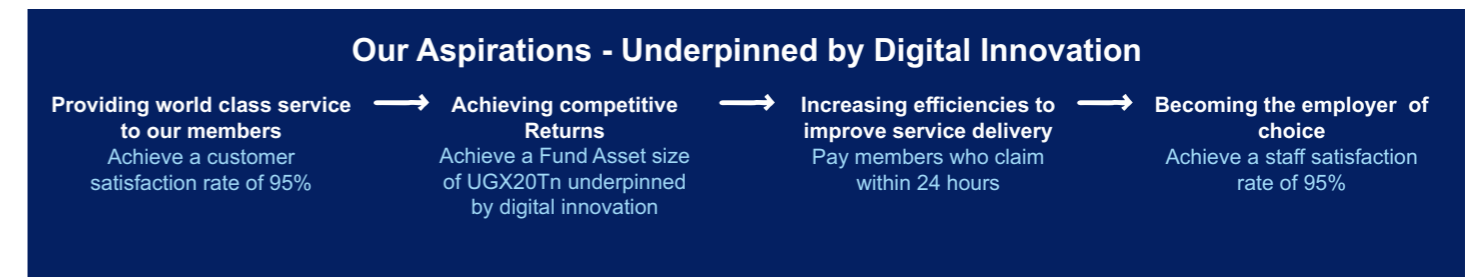 Our Aspirations - Underpinned by Digital Innovation
Providing world class service
to our members
Achieve a customer
satisfaction rate of 95%
Achieving competitive
Returns
Achieve a Fund Asset size
of UGX20Tn underpinned
by digital innovation
Increasing efficiencies to
improve service delivery
Pay members who claim
within 24 hours
Becoming the employer of
choice
Achieve a staff satisfaction
rate of 95%